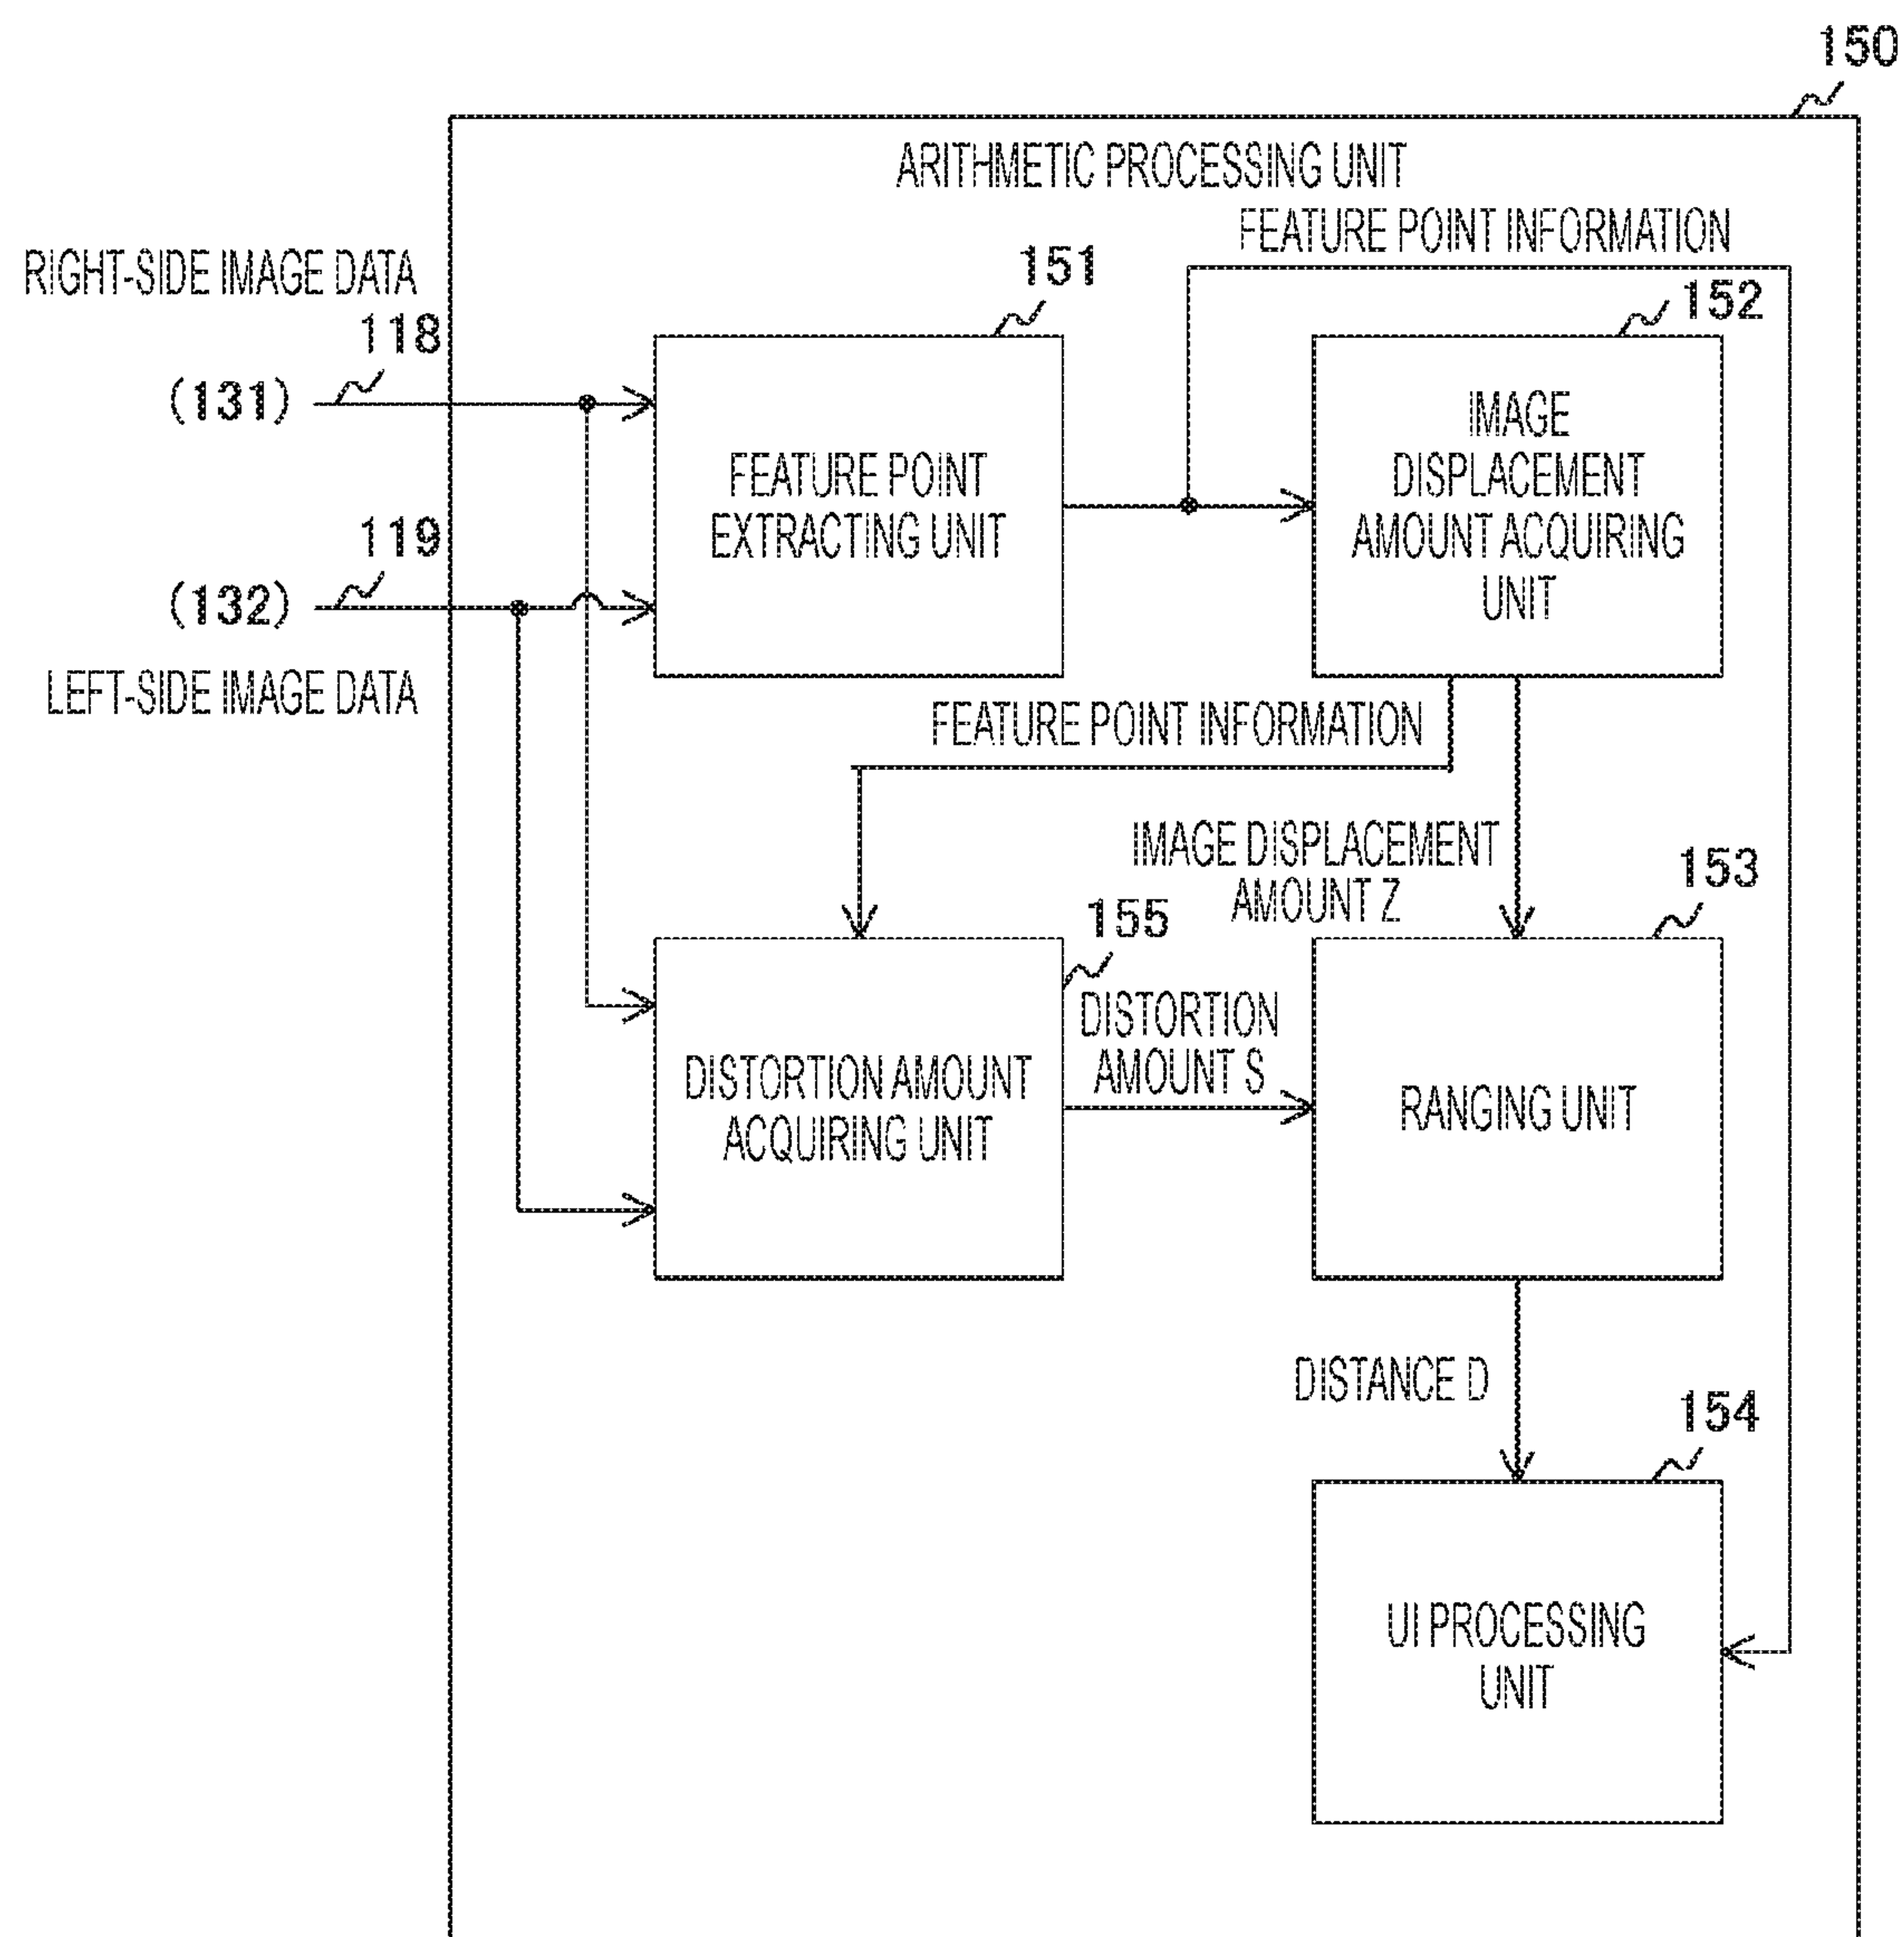 150
ARITHMETIC PROCESSING UNIT
FEATURE POINT INFORMATION
RIGHT-SIDE IMAGE DATA
118
(131)
119
(132)
LEFT-SIDE IMAGE DATA
151
FEATURE POINT
EXTRACTING UNIT
152
IMAGE
DISPLACEMENT
AMOUNT ACQUIRING
UNIT
FEATURE POINT INFORMATION
IMAGE DISPLACEMENT
AMOUNT Z
155
DISTORTION AMOUNT
ACQUIRING UNIT
DISTORTION
AMOUNT S
153
RANGING UNIT
DISTANCE D
154
UI PROCESSING
UNIT